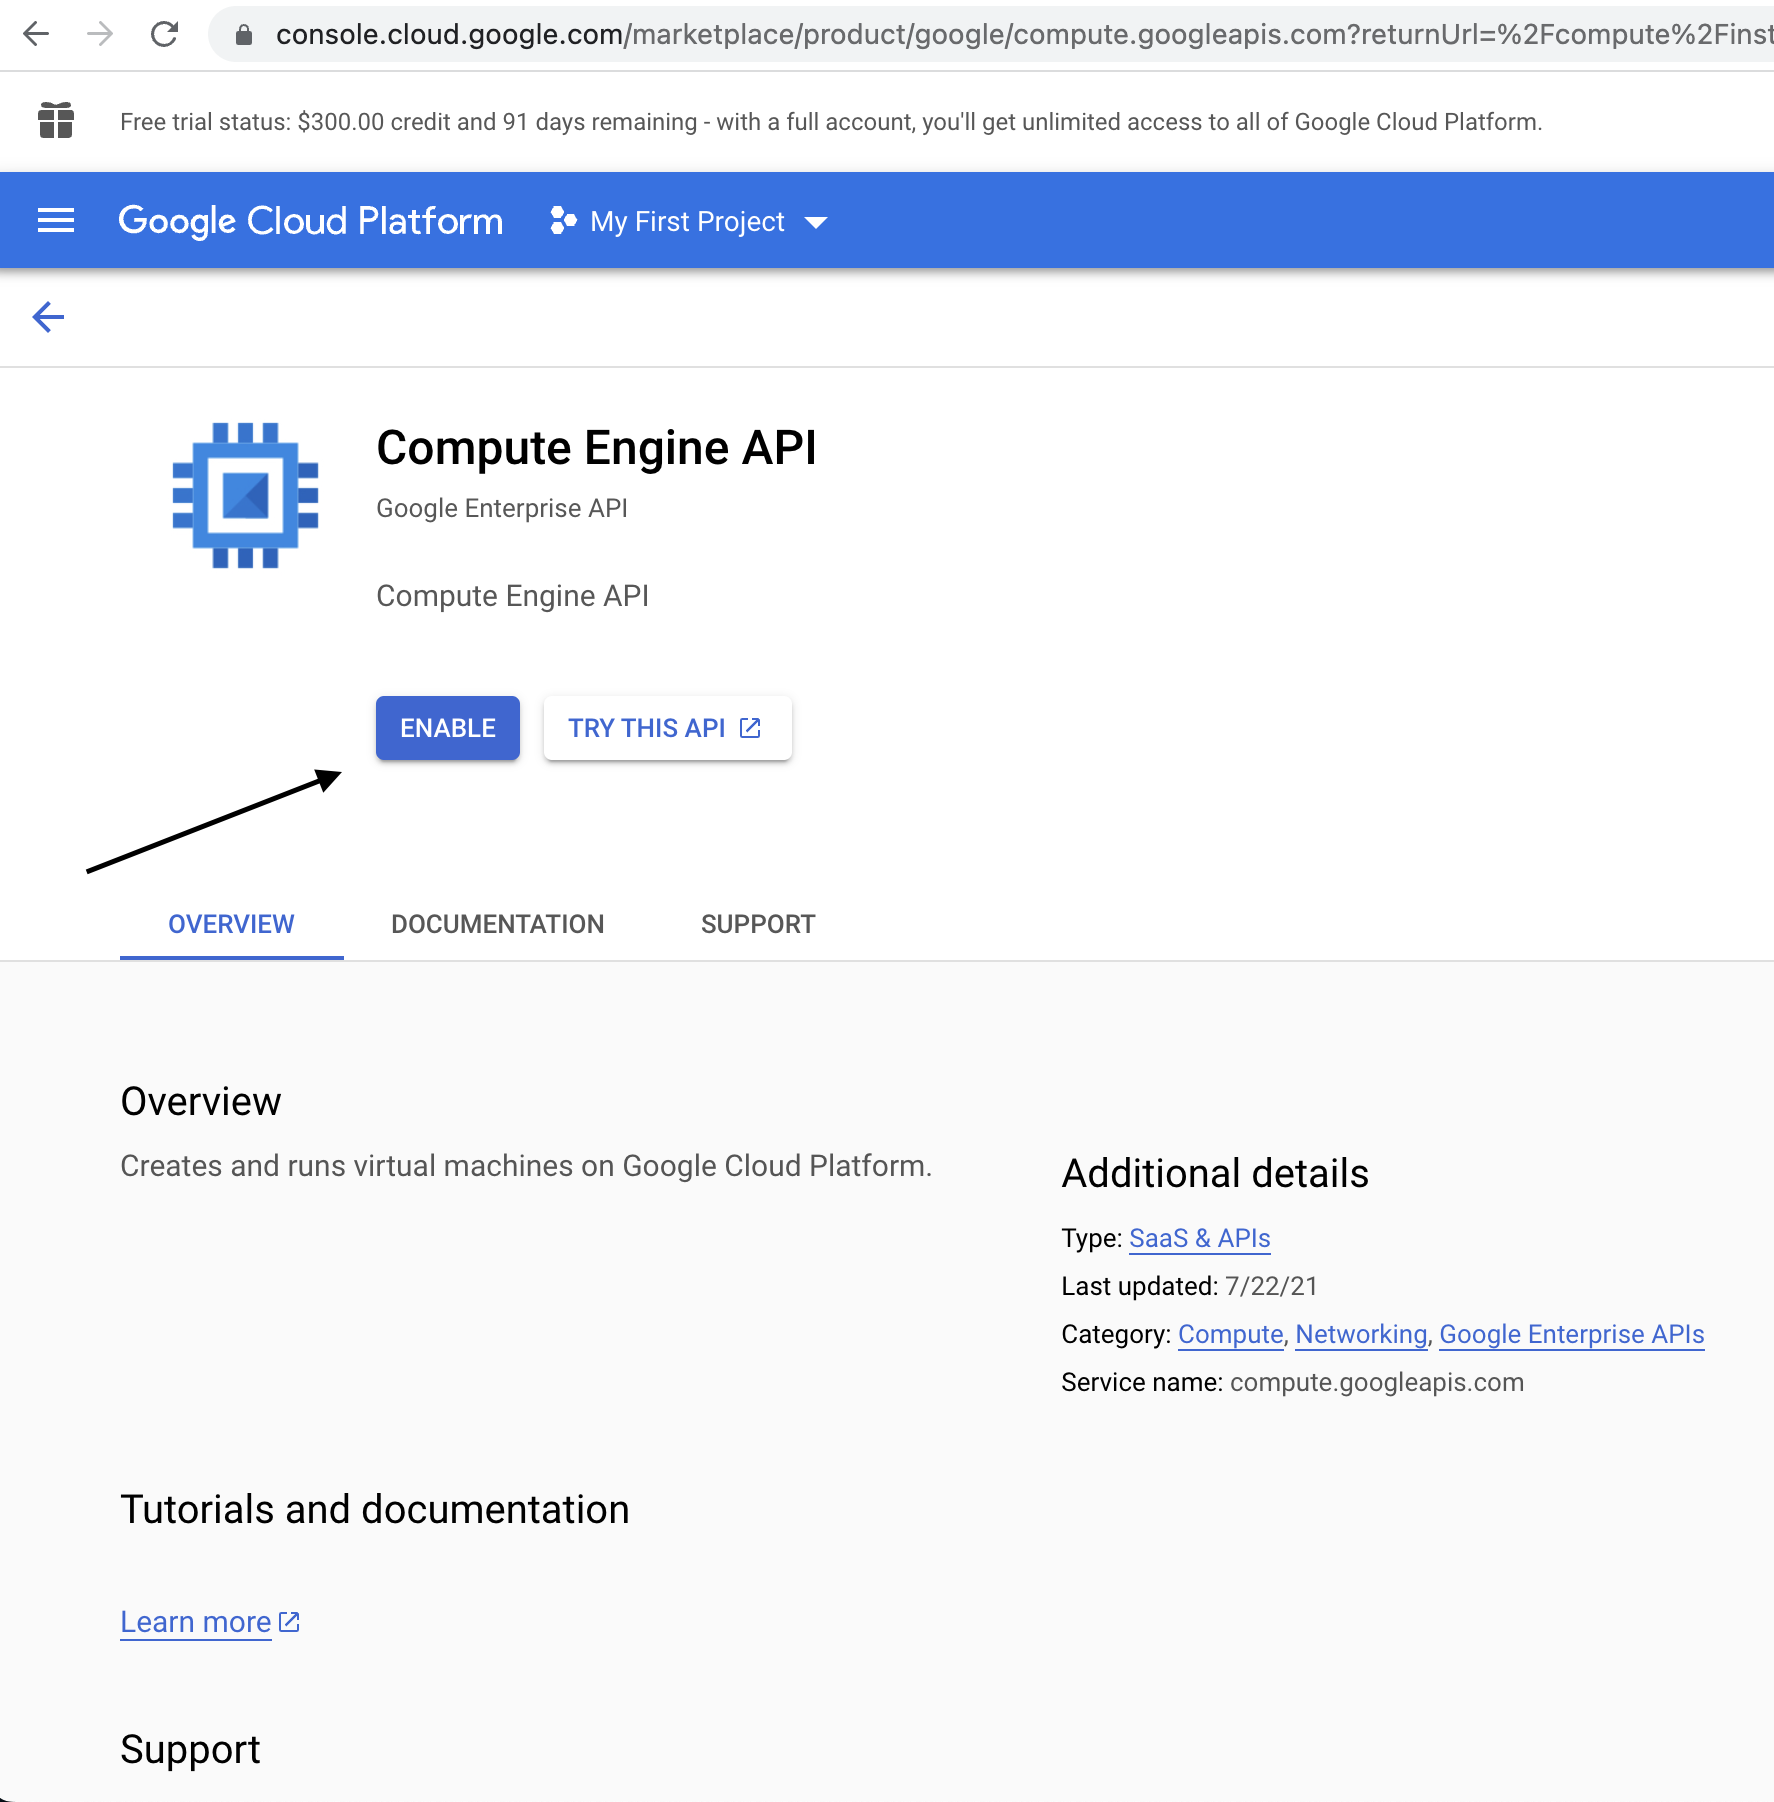 console.cloud.google.com/marketplace/product/google/compute.googleapis.com?returnUrl=%2Fcompute%2Finst
Free trial status: $300.00 credit and 91 days remaining - with a full account, you'll get unlimited access to all of Google Cloud Platform.
Google Cloud Platform My First Project
Compute Engine API
Google Enterprise API
Compute Engine API
ENABLE TRY THIS API
OVERVIEW DOCUMENTATION SUPPORT
Overview
Creates and runs virtual machines on Google Cloud Platform.
Additional details
Type: SaaS & APIs
Last updated: 7/22/21
Category: Compute, Networking, Google Enterprise APIs
Service name: compute.googleapis.com
Tutorials and documentation
Learn more
Support